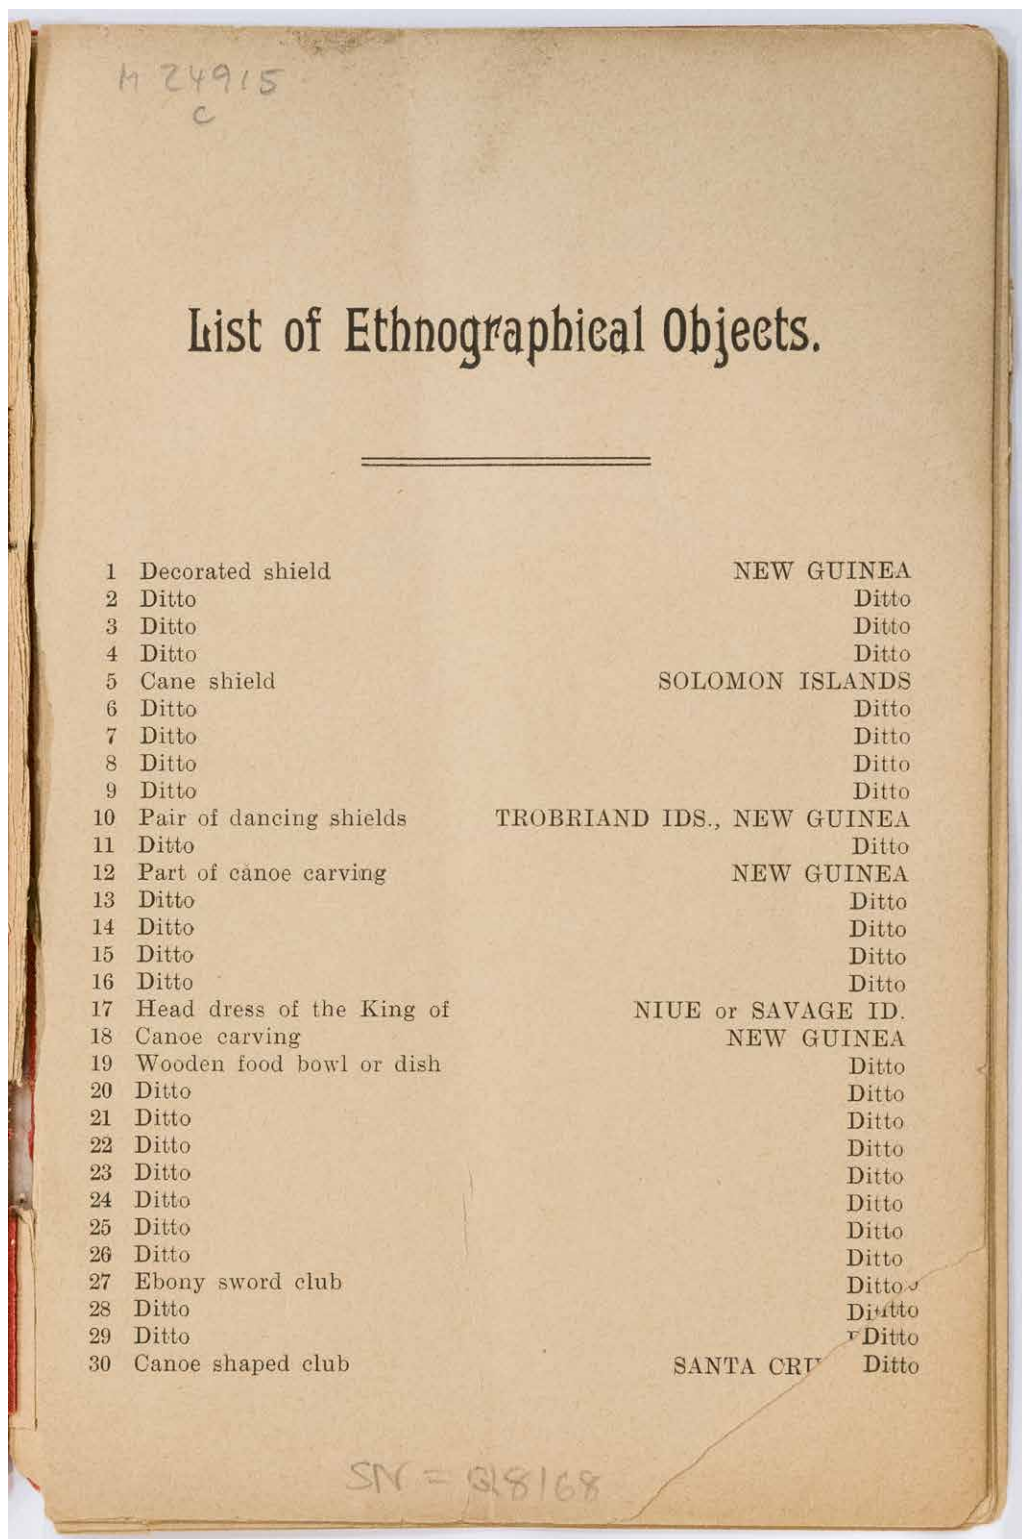 M 24915
C
List of Ethnographical Objects.
1 Decorated shield NEW GUINEA
2 Ditto Ditto
3 Ditto Ditto
4 Ditto Ditto
5 Cane shield SOLOMON ISLANDS
6 Ditto Ditto
7 Ditto Ditto
8 Ditto Ditto
9 Ditto Ditto
10 Pair of dancing shields TROBRIAND IDS., NEW GUINEA
11 Ditto Ditto
12 Part of canoe carving NEW GUINEA
13 Ditto Ditto
14 Ditto Ditto
15 Ditto Ditto
16 Ditto Ditto
17 Head dress of the King of NIUE or SAVAGE ID.
18 Canoe carving NEW GUINEA
19 Wooden food bowl or dish Ditto
20 Ditto Ditto
21 Ditto Ditto
22 Ditto Ditto
23 Ditto Ditto
24 Ditto Ditto
25 Ditto Ditto
26 Ditto Ditto
27 Ebony sword club Ditto
28 Ditto Ditto
29 Ditto Ditto
30 Canoe shaped club SANTA CRU Ditto
SN = Q8168